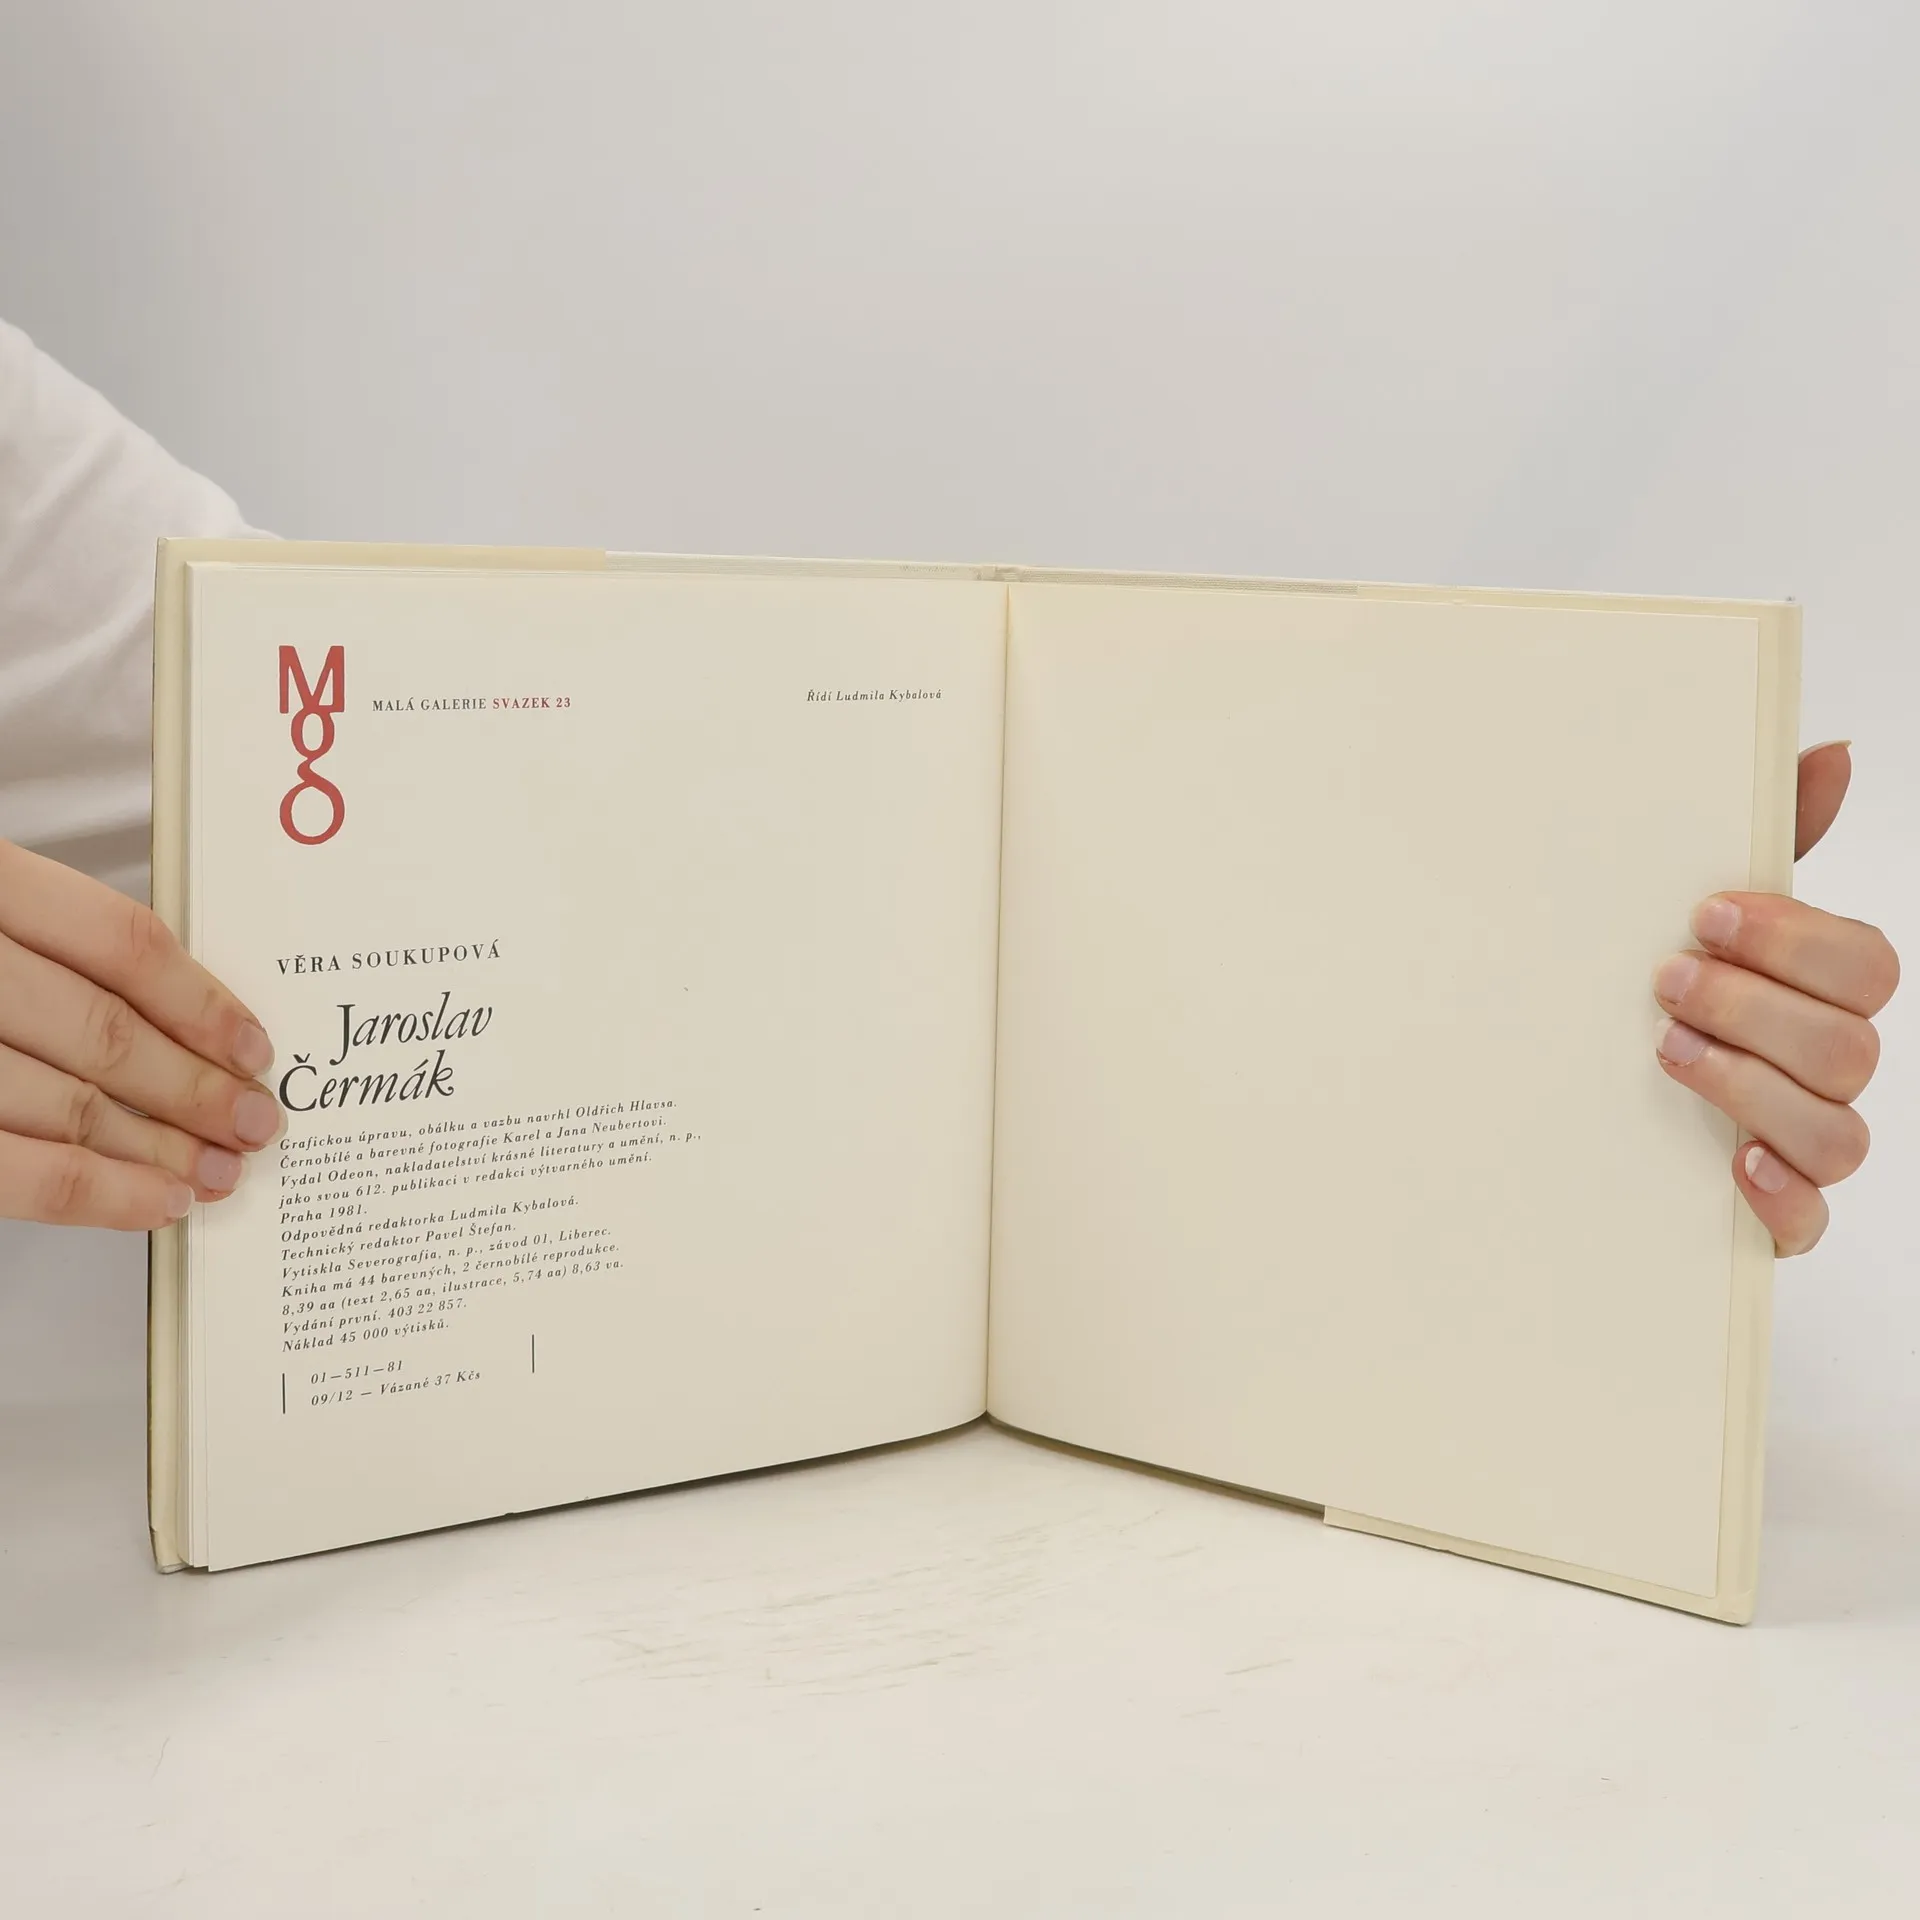 Mg
MALÁ GALERIE SVAZEK 23
Řídí Ludmila Kybalová
VĚRA SOUKUPOVÁ
Jaroslav
Čermák
Grafickou úpravu, obálku a vazbu navrhl Oldřich Hlavsa.
Černobílé a barevné fotografie Karel a Jana Neubertovi.
Vydal Odeon, nakladatelství krásné literatury a umění, n. p.,
jako svou 612. publikaci v redakci výtvarného umění.
Praha 1981.
Odpovědná redaktorka Ludmila Kybalová.
Technický redaktor Pavel Štefan.
Vytiskla Severografia, n. p., závod 01, Liberec.
Kniha má 44 barevných, 2 černobílé reprodukce.
8,39 aa (text 2,65 aa, ilustrace, 5,74 aa) 8,63 va.
Vydání první. 403 22 857.
Náklad 45 000 výtisků.
01—511—81
09/12 — Vázané 37 Kčs